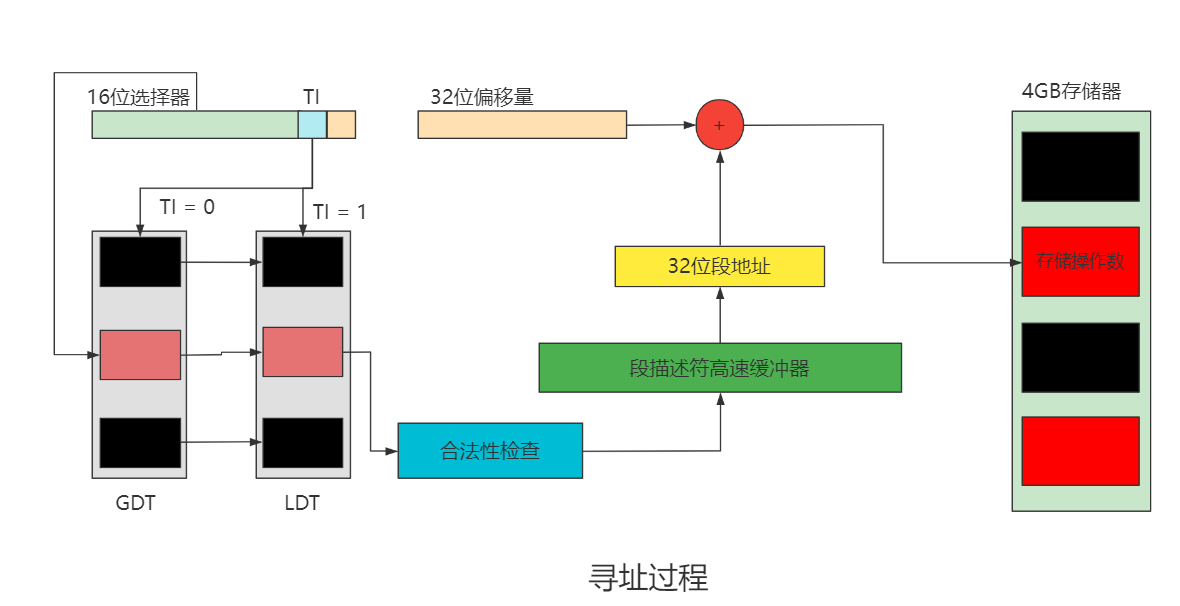 16位选择器
TI
32位偏移量
4GB存储器
+
TI = 0
TI = 1
32位段地址
存储操作数
段描述符高速缓冲器
合法性检查
GDT
LDT
寻址过程